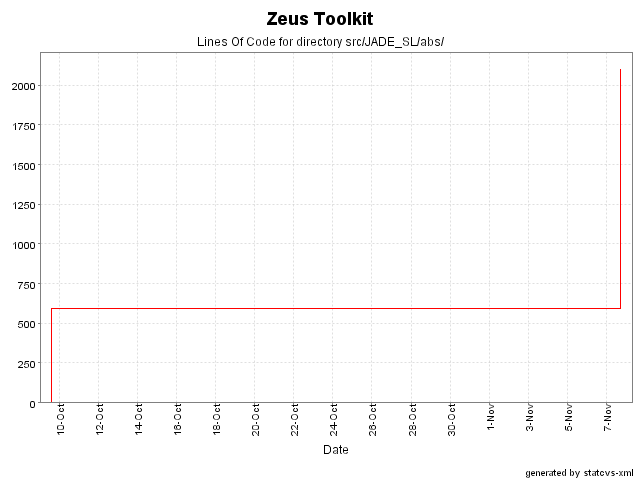 Zeus Toolkit
Lines Of Code for directory src/JADE_SL/abs/
2000
1750
1500
1250
1000
750
500
250
0
10-Oct
12-Oct
14-Oct
16-Oct
18-Oct
20-Oct
22-Oct
24-Oct
26-Oct
28-Oct
30-Oct
1-Nov
3-Nov
5-Nov
7-Nov
Date
generated by statcvs-xml